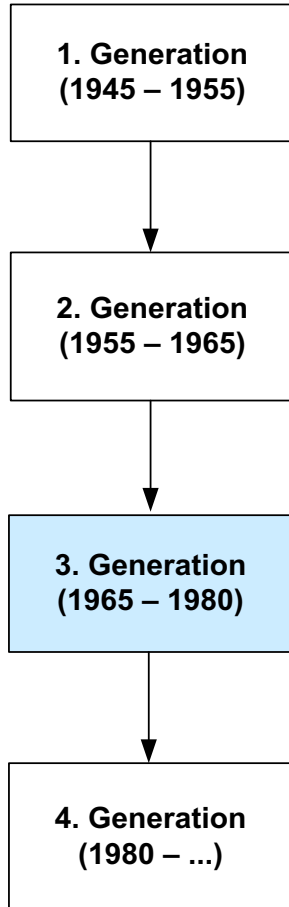 1. Generation
(1945 – 1955)
2. Generation
(1955 – 1965)
3. Generation
(1965 – 1980)
4. Generation
(1980 – ...)